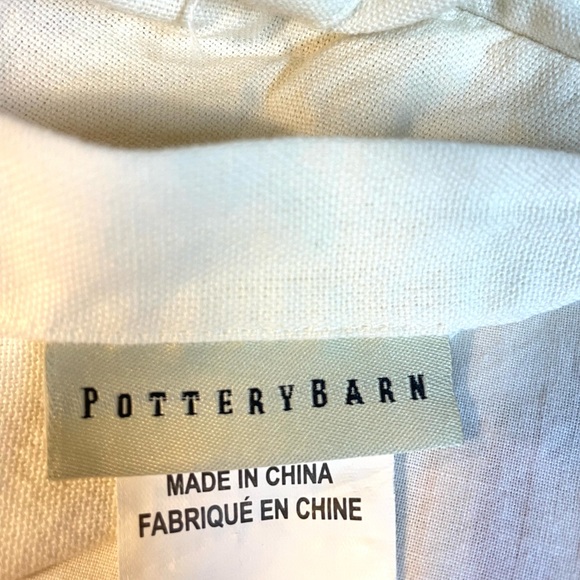 POTTERYBARN
MADE IN CHINA
FABRIQUÉ EN CHINE